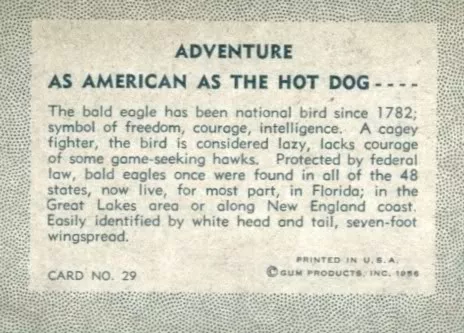 ADVENTURE
AS AMERICAN AS THE HOT DOG----
The bald eagle has been national bird since 1782;
symbol of freedom, courage, intelligence. A cagey
fighter, the bird is considered lazy, lacks courage
of some game-seeking hawks. Protected by federal
law, bald eagles once were found in all of the 48
states, now live, for most part, in Florida; in the
Great Lakes area or along New England coast.
Easily identified by white head and tail, seven-foot
wingspread.
PRINTED IN U.S.A.
CARD NO. 29 ©GUM PRODUCTS, INC. 1956